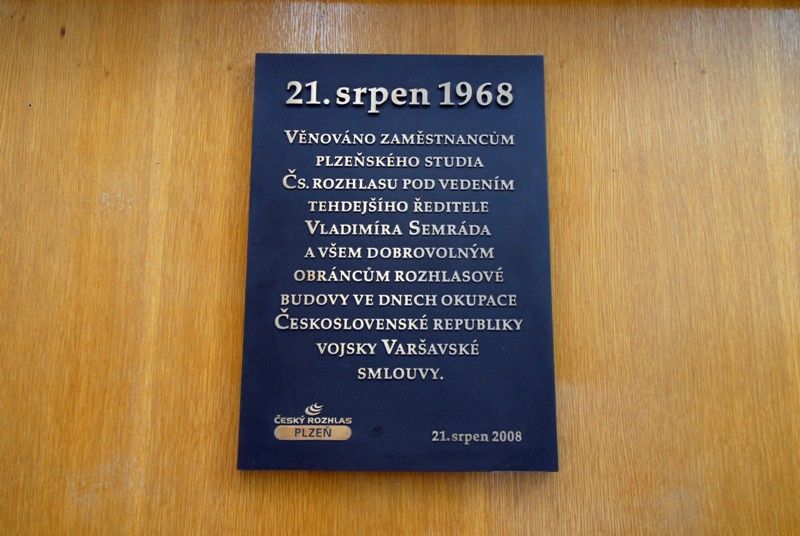 21. srpen 1968
Věnováno zaměstnancům
plzeňského studia
Čs. rozhlasu pod vedením
tehdejšího ředitele
Vladimíra Semráda
a všem dobrovolným
obráncům rozhlasové
budovy ve dnech okupace
Československé republiky
vojsky Varšavské
smlouvy.
ČESKÝ ROZHLAS
PLZEŇ
21. srpen 2008